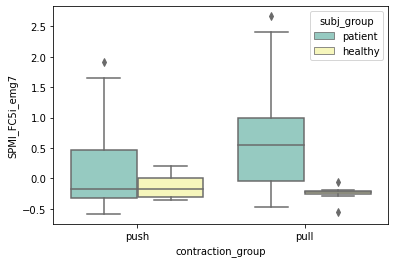 subj_group
patient
healthy
SPMI_FC5i_emg7
2.5
2.0
1.5
1.0
0.5
0.0
−0.5
push
pull
contraction_group